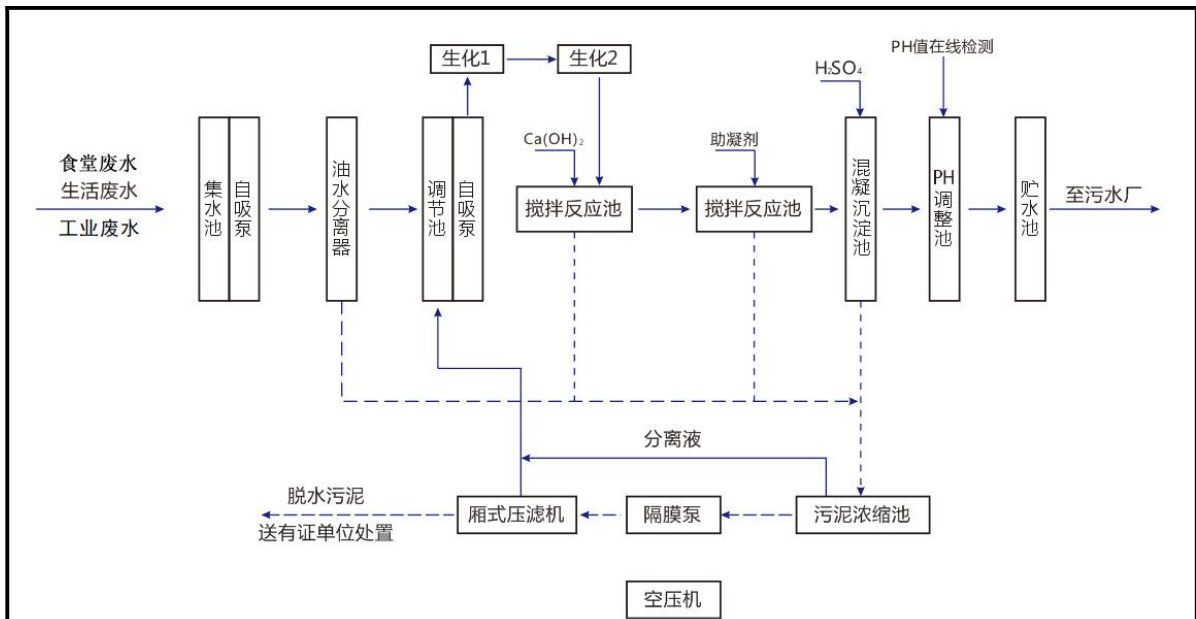 生化1
生化2
PH值在线检测
H₂SO₄
Ca(OH)₂
助凝剂
食堂废水
生活废水
工业废水
集水池
自吸泵
油水分离器
调节池
自吸泵
搅拌反应池
搅拌反应池
混凝沉淀池
PH调整池
贮水池
至污水厂
分离液
脱水污泥
送有证单位处置
厢式压滤机
隔膜泵
污泥浓缩池
空压机